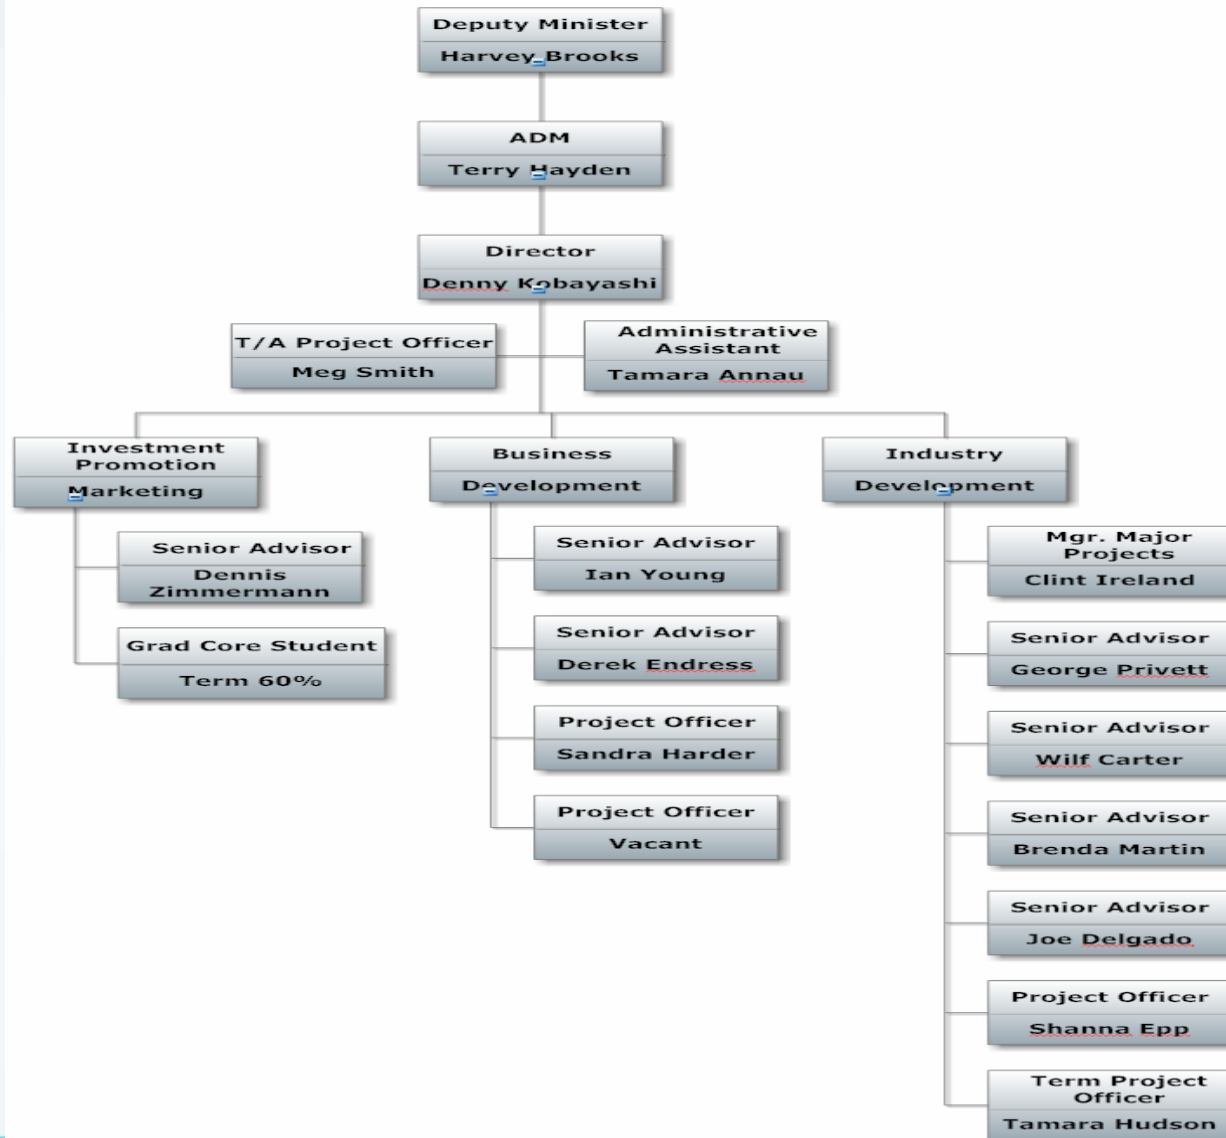 Deputy Minister
Harvey Brooks
ADM
Terry Hayden
Director
Denny Kobayashi
T/A Project Officer
Meg Smith
Administrative
Assistant
Tamara Annau
Investment
Promotion
Marketing
Senior Advisor
Dennis
Zimmermann
Grad Core Student
Term 60%
Business
Development
Senior Advisor
Ian Young
Senior Advisor
Derek Endress
Project Officer
Sandra Harder
Project Officer
Vacant
Industry
Development
Mgr. Major
Projects
Clint Ireland
Senior Advisor
George Privett
Senior Advisor
Wilf Carter
Senior Advisor
Brenda Martin
Senior Advisor
Joe Delgado
Project Officer
Shanna Epp
Term Project
Officer
Tamara Hudson